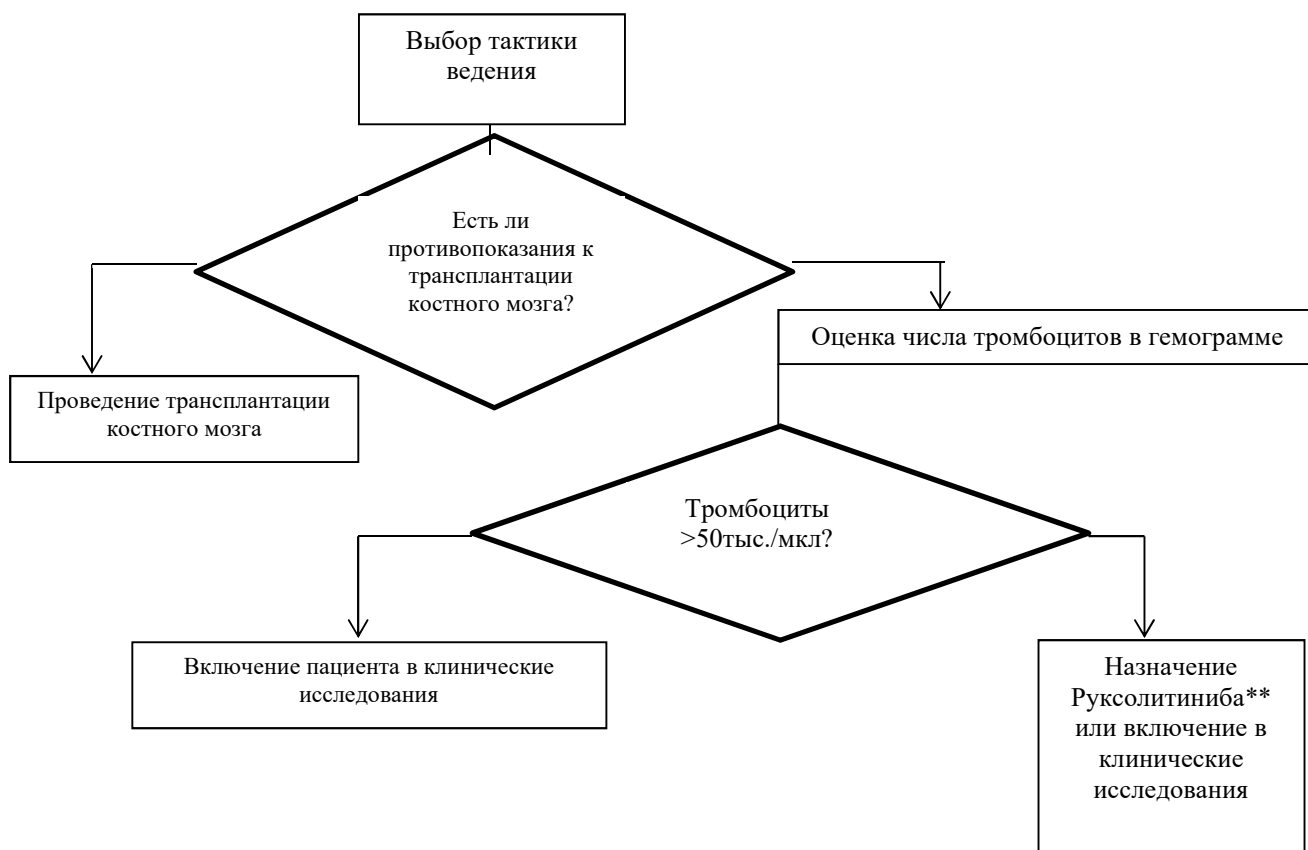 Выбор тактики
ведения
Есть ли
противопоказания к
трансплантации
костного мозга?
Оценка числа тромбоцитов в гемограмме
Проведение трансплантации
костного мозга
Тромбоциты
>50тыс./мкл?
Включение пациента в клинические
исследования
Назначение
Руксолитиниба**
или включение в
клинические
исследования